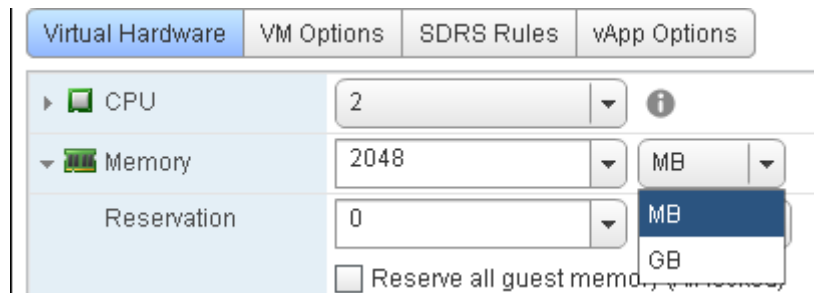 Virtual Hardware VM Options SDRS Rules vApp Options
CPU 2
Memory 2048 MB
Reservation 0 MB
GB
Reserve all guest memory